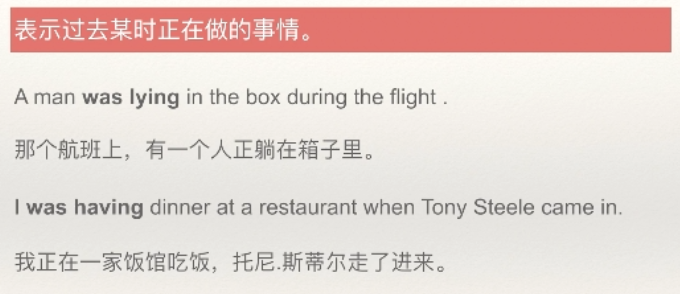 表示过去某时正在做的事情。
A man was lying in the box during the flight .
那个航班上，有一个人正躺在箱子里。
I was having dinner at a restaurant when Tony Steele came in.
我正在一家饭馆吃饭，托尼.斯蒂尔走了进来。